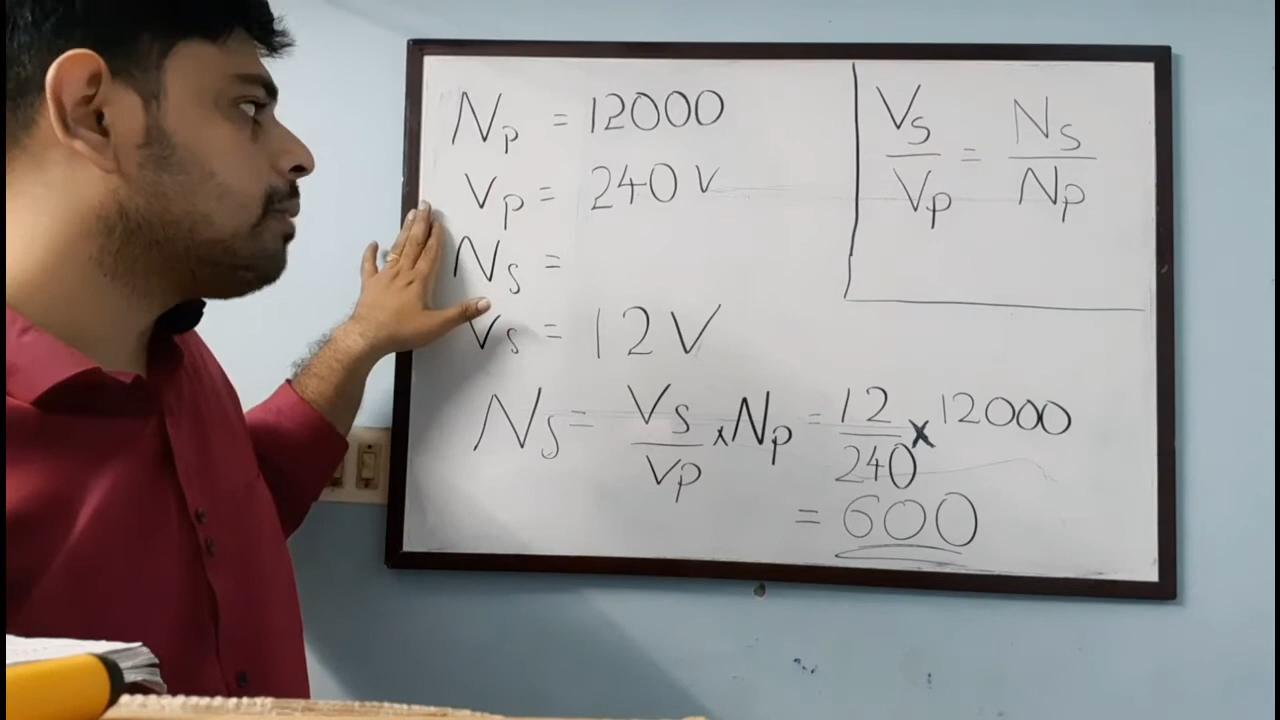 Np = 12000
Vp = 240 V
Ns =
Vs = 12 V
Vs/Vp = Ns/Np
Ns = Vs/Vp × Np = 12/240 × 12000
= 600